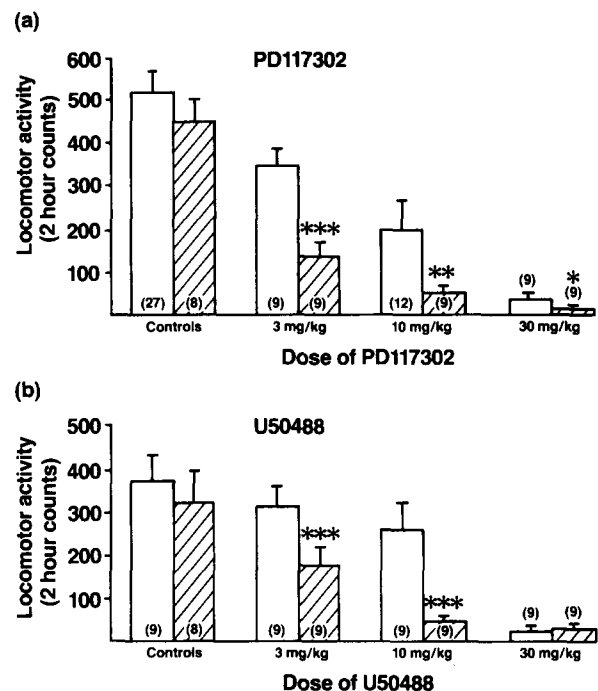 (a)
PD117302
600
500
400
300
200
100
Locomotor activity
(2 hour counts)
***
**
*
(27) (8) (9) (9) (12) (9) (9) (9)
Controls 3 mg/kg 10 mg/kg 30 mg/kg
Dose of PD117302
(b)
U50488
500
400
300
200
100
Locomotor activity
(2 hour counts)
***
***
(9) (8) (9) (9) (9) (9) (9) (9)
Controls 3 mg/kg 10 mg/kg 30 mg/kg
Dose of U50488